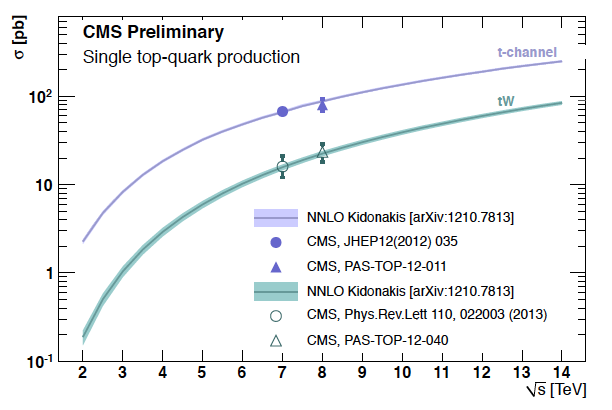 CMS Preliminary
Single top-quark production
σ [pb]
t-channel
tW
10²
10
1
10⁻¹
NNLO Kidonakis [arXiv:1210.7813]
CMS, JHEP12(2012) 035
CMS, PAS-TOP-12-011
NNLO Kidonakis [arXiv:1210.7813]
CMS, Phys.Rev.Lett 110, 022003 (2013)
CMS, PAS-TOP-12-040
2 3 4 5 6 7 8 9 10 11 12 13 14
√s [TeV]